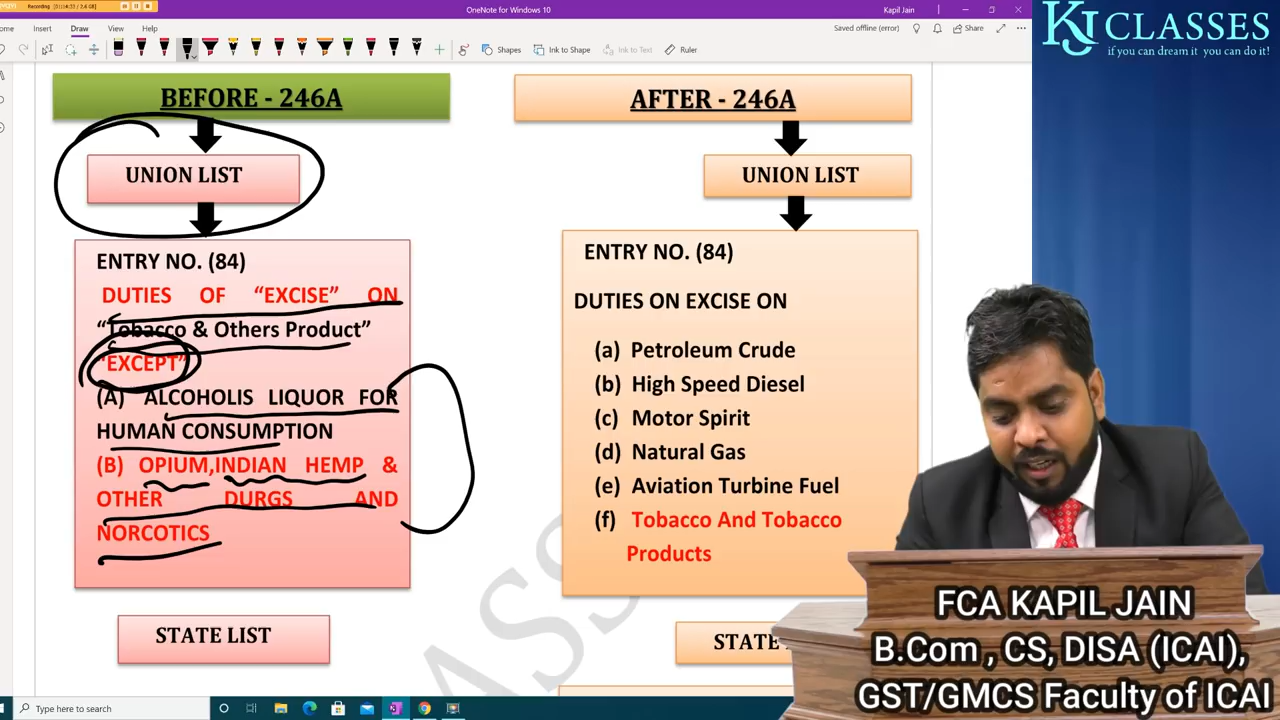 Recording
OneNote for Windows 10
Kapil Jain
Insert
Draw
View
Help
Saved offline (error)
Share
Shapes
Ink to Shape
Ink to Text
Ruler
KJ CLASSES
if you can dream it you can do it!
BEFORE - 246A
UNION LIST
ENTRY NO. (84)
DUTIES OF “EXCISE” ON
“Tobacco & Others Product”
“EXCEPT”
(A) ALCOHOLIS LIQUOR FOR
HUMAN CONSUMPTION
(B) OPIUM,INDIAN HEMP &
OTHER DURGS AND
NORCOTICS
STATE LIST
AFTER - 246A
UNION LIST
ENTRY NO. (84)
DUTIES ON EXCISE ON
(a) Petroleum Crude
(b) High Speed Diesel
(c) Motor Spirit
(d) Natural Gas
(e) Aviation Turbine Fuel
(f) Tobacco And Tobacco
Products
STATE
FCA KAPIL JAIN
B.Com , CS, DISA (ICAI),
GST/GMCS Faculty of ICAI
Type here to search